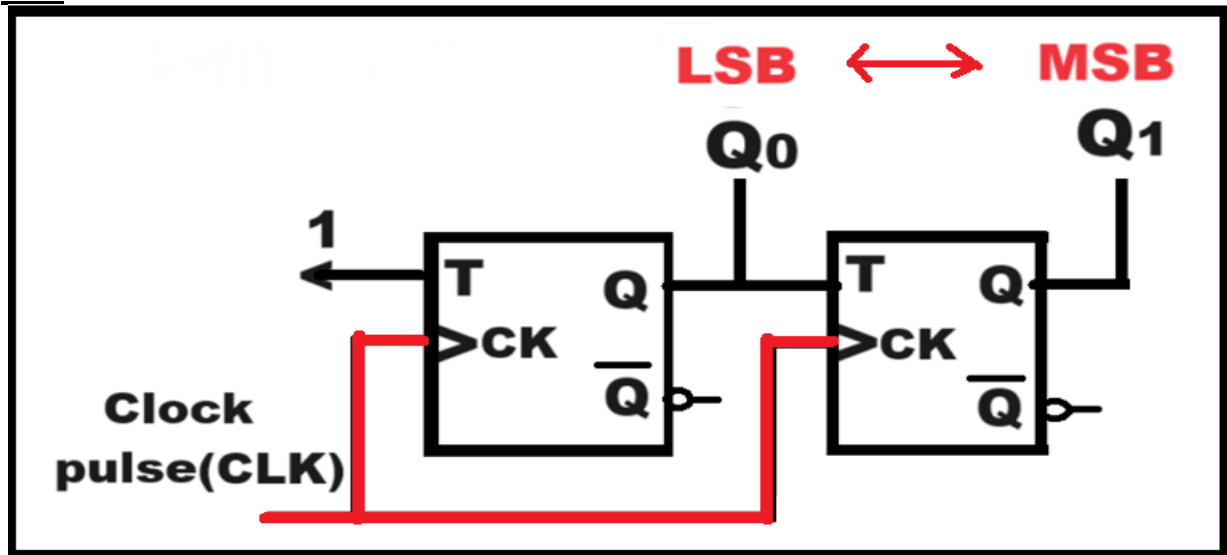 LSB MSB
Q0 Q1
1
T Q T Q
CK CK
Q Q
Clock
pulse(CLK)